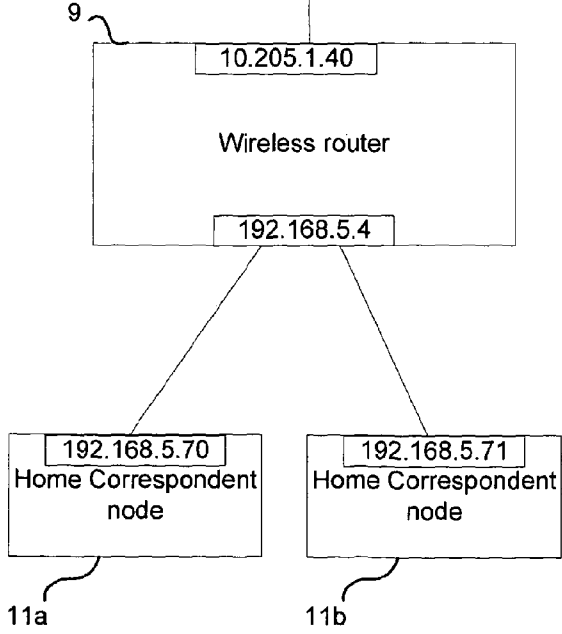 9
10.205.1.40
Wireless router
192.168.5.4
192.168.5.70
Home Correspondent
node
192.168.5.71
Home Correspondent
node
11a
11b